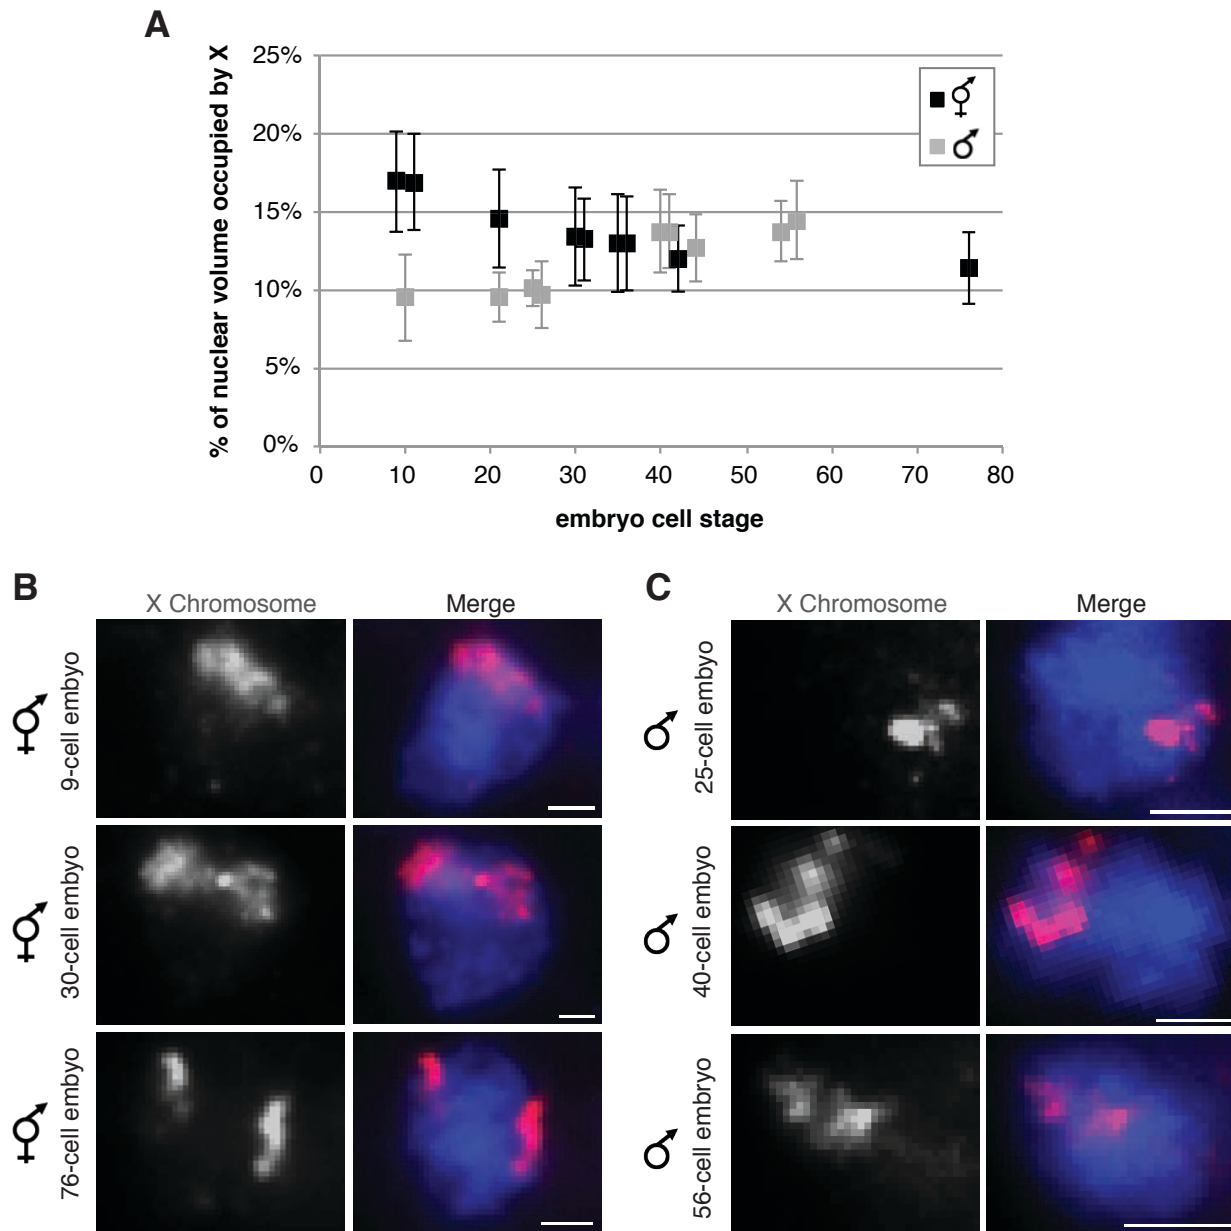 A
% of nuclear volume occupied by X
25%
20%
15%
10%
5%
0%
0 10 20 30 40 50 60 70 80
embryo cell stage
B
X Chromosome Merge
9-cell embyo
30-cell embyo
76-cell embyo
C
X Chromosome Merge
25-cell embyo
40-cell embyo
56-cell embryo